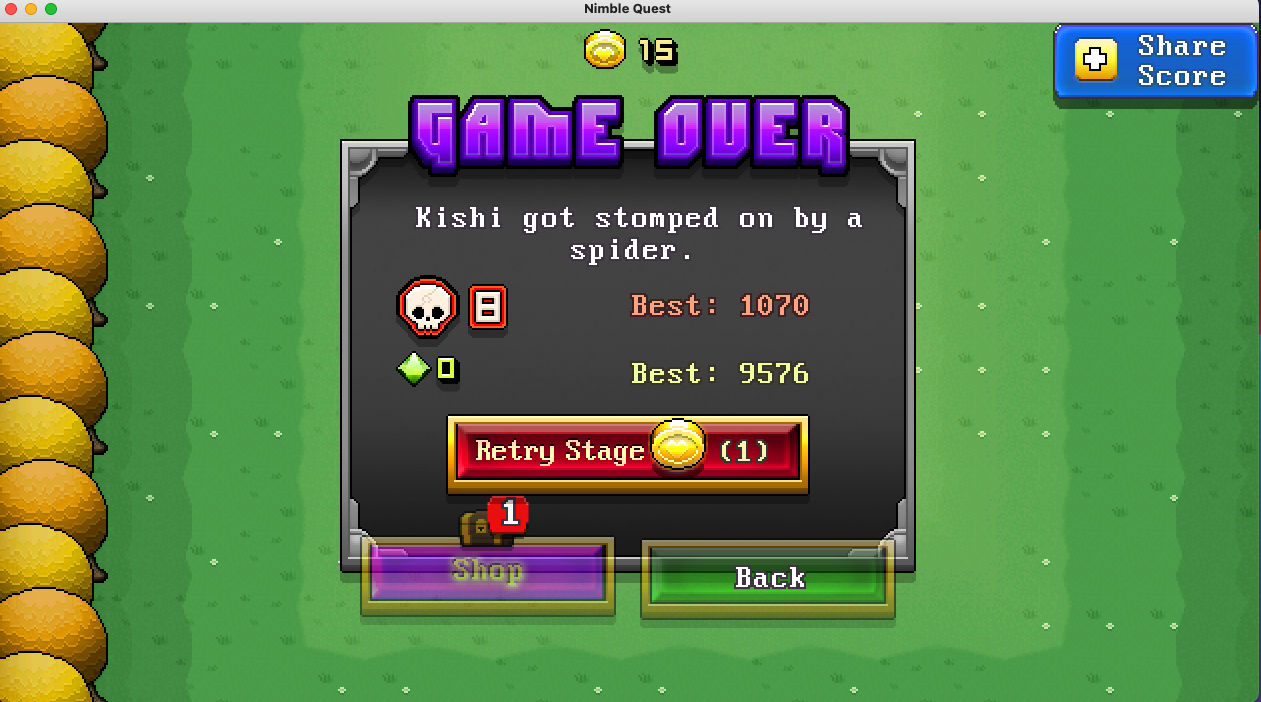 Nimble Quest
15
Share
Score
GAME OVER
Kishi got stomped on by a
spider.
8
Best: 1070
0
Best: 9576
Retry Stage (1)
1
Shop
Back